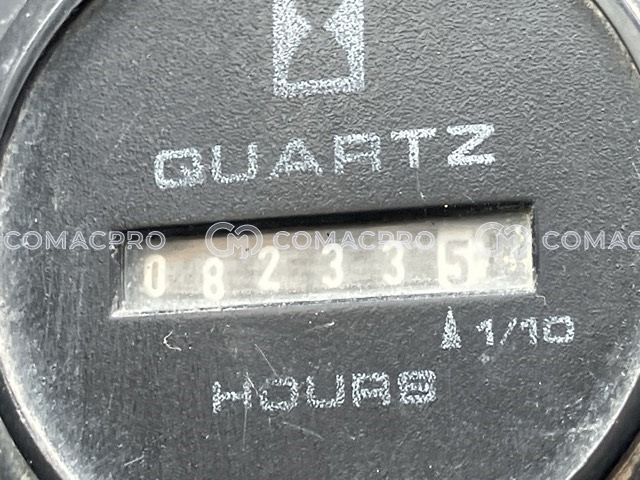 QUARTZ
COMACPRO COMACPRO COMACPRO
082335
1/10
HOURS